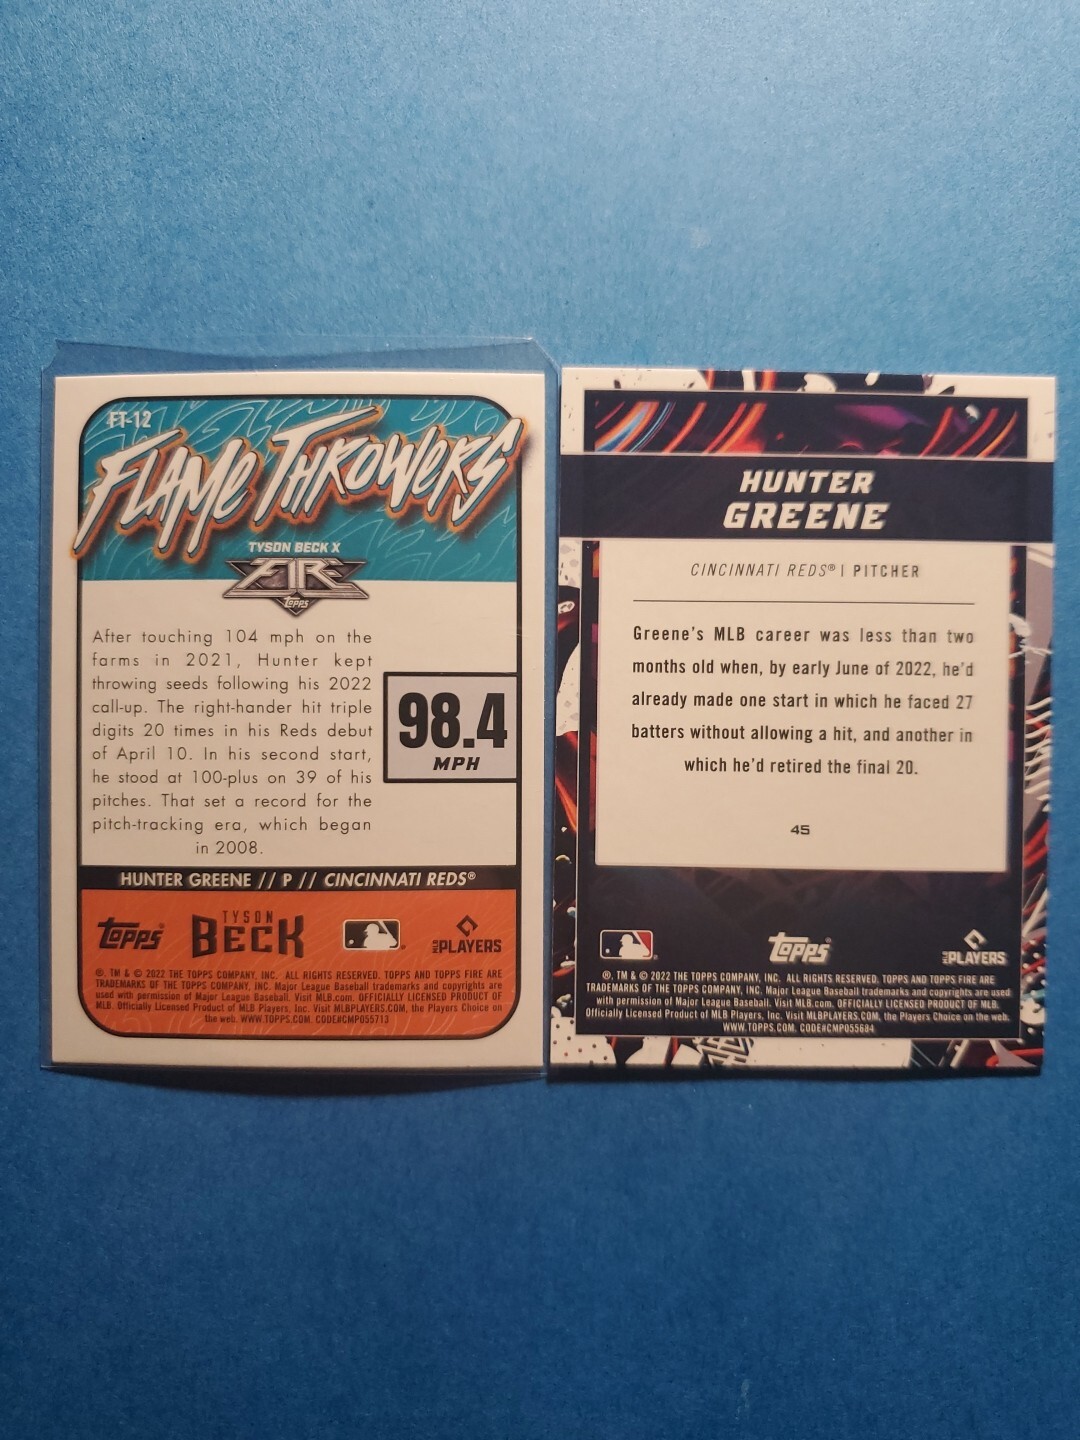 FT-12
FLAME THROWERS
TYSON BECK X
FIRE
topps
After touching 104 mph on the
farms in 2021, Hunter kept
throwing seeds following his 2022
call-up. The right-hander hit triple
digits 20 times in his Reds debut
of April 10. In his second start,
he stood at 100-plus on 39 of his
pitches. That set a record for the
pitch-tracking era, which began
in 2008.
98.4
MPH
HUNTER GREENE // P // CINCINNATI REDS®
topps
TYSON
BECK
MLB PLAYERS
®, TM & © 2022 THE TOPPS COMPANY, INC. ALL RIGHTS RESERVED. TOPPS AND TOPPS FIRE ARE
TRADEMARKS OF THE TOPPS COMPANY, INC. Major League Baseball trademarks and copyrights are
used with permission of Major League Baseball. Visit MLB.com. OFFICIALLY LICENSED PRODUCT OF
MLB. Officially Licensed Product of MLB Players, Inc. Visit MLBPLAYERS.COM, the Players Choice on
the web. WWW.TOPPS.COM. CODE#CMP055713
HUNTER
GREENE
CINCINNATI REDS® | PITCHER
Greene's MLB career was less than two
months old when, by early June of 2022, he'd
already made one start in which he faced 27
batters without allowing a hit, and another in
which he'd retired the final 20.
45
topps
MLB PLAYERS
®, TM & © 2022 THE TOPPS COMPANY, INC. ALL RIGHTS RESERVED. TOPPS AND TOPPS FIRE ARE
TRADEMARKS OF THE TOPPS COMPANY, INC. Major League Baseball trademarks and copyrights are used
with permission of Major League Baseball. Visit MLB.com. OFFICIALLY LICENSED PRODUCT OF MLB.
Officially Licensed Product of MLB Players, Inc. Visit MLBPLAYERS.COM, the Players Choice on the web.
WWW.TOPPS.COM. CODE#CMP055684